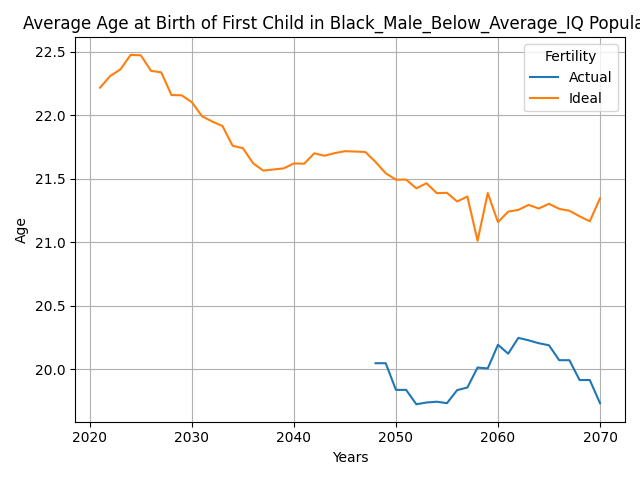 Average Age at Birth of First Child in Black_Male_Below_Average_IQ Popula
Fertility
Actual
Ideal
22.5
22.0
21.5
21.0
20.5
20.0
Age
2020 2030 2040 2050 2060 2070
Years